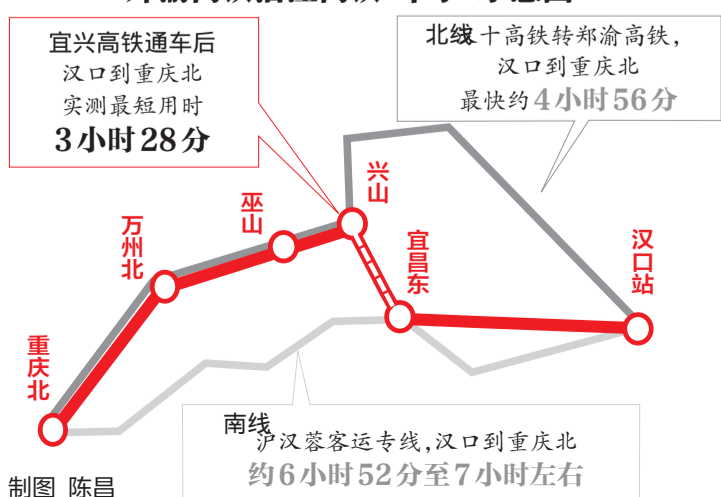 宜兴高铁通车后
汉口到重庆北
实测最短用时
3小时28分
北线
十高铁转郑渝高铁,
汉口到重庆北
最快约4小时56分
兴山
巫山
万州北
宜昌东
汉口站
重庆北
南线
沪汉蓉客运专线,汉口到重庆北
约6小时52分至7小时左右
制图 陈昌